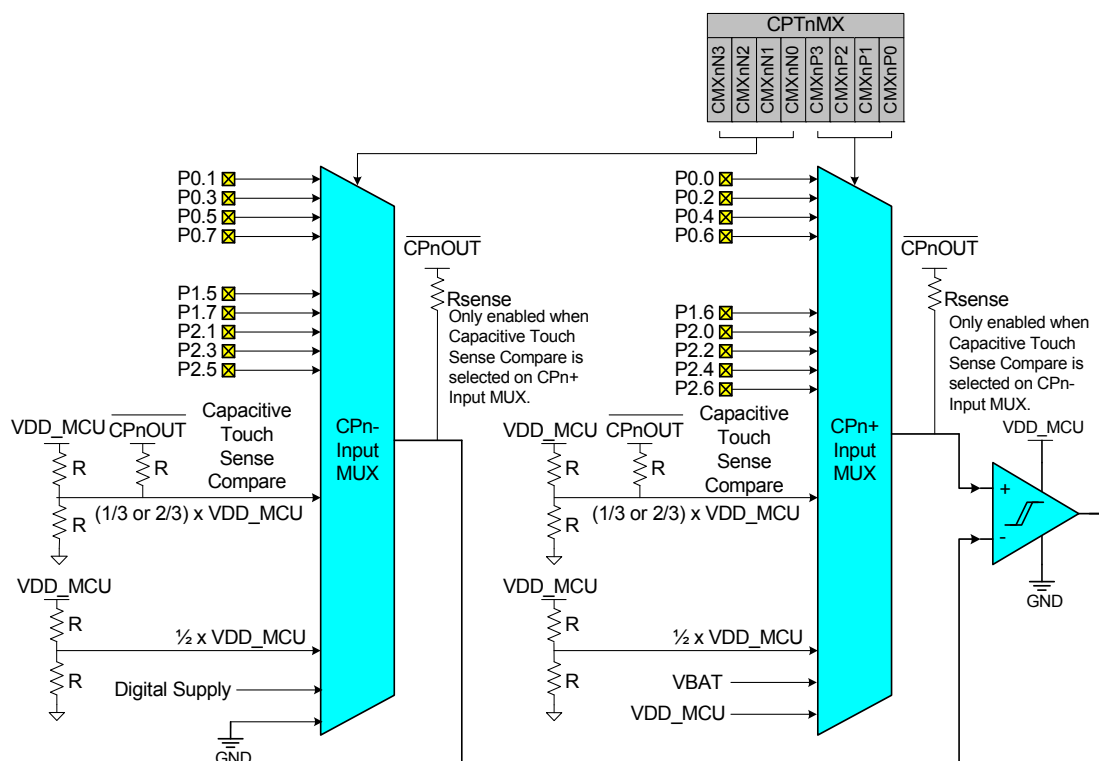 CPTnMX
CMXnN3
CMXnN2
CMXnN1
CMXnN0
CMXnP3
CMXnP2
CMXnP1
CMXnP0
P0.1
P0.3
P0.5
P0.7
P1.5
P1.7
P2.1
P2.3
P2.5
CPnOUT
Rsense
Only enabled when
Capacitive Touch
Sense Compare is
selected on CPn+
Input MUX.
VDD_MCU
CPnOUT
R
R
R
Capacitive
Touch
Sense
Compare
(1/3 or 2/3) x VDD_MCU
CPn-
Input
MUX
VDD_MCU
R
R
½ x VDD_MCU
Digital Supply
GND
P0.0
P0.2
P0.4
P0.6
P1.6
P2.0
P2.2
P2.4
P2.6
CPnOUT
Rsense
Only enabled when
Capacitive Touch
Sense Compare is
selected on CPn-
Input MUX.
VDD_MCU
CPnOUT
R
R
R
Capacitive
Touch
Sense
Compare
(1/3 or 2/3) x VDD_MCU
CPn+
Input
MUX
VDD_MCU
R
R
½ x VDD_MCU
VBAT
VDD_MCU
VDD_MCU
+
-
GND